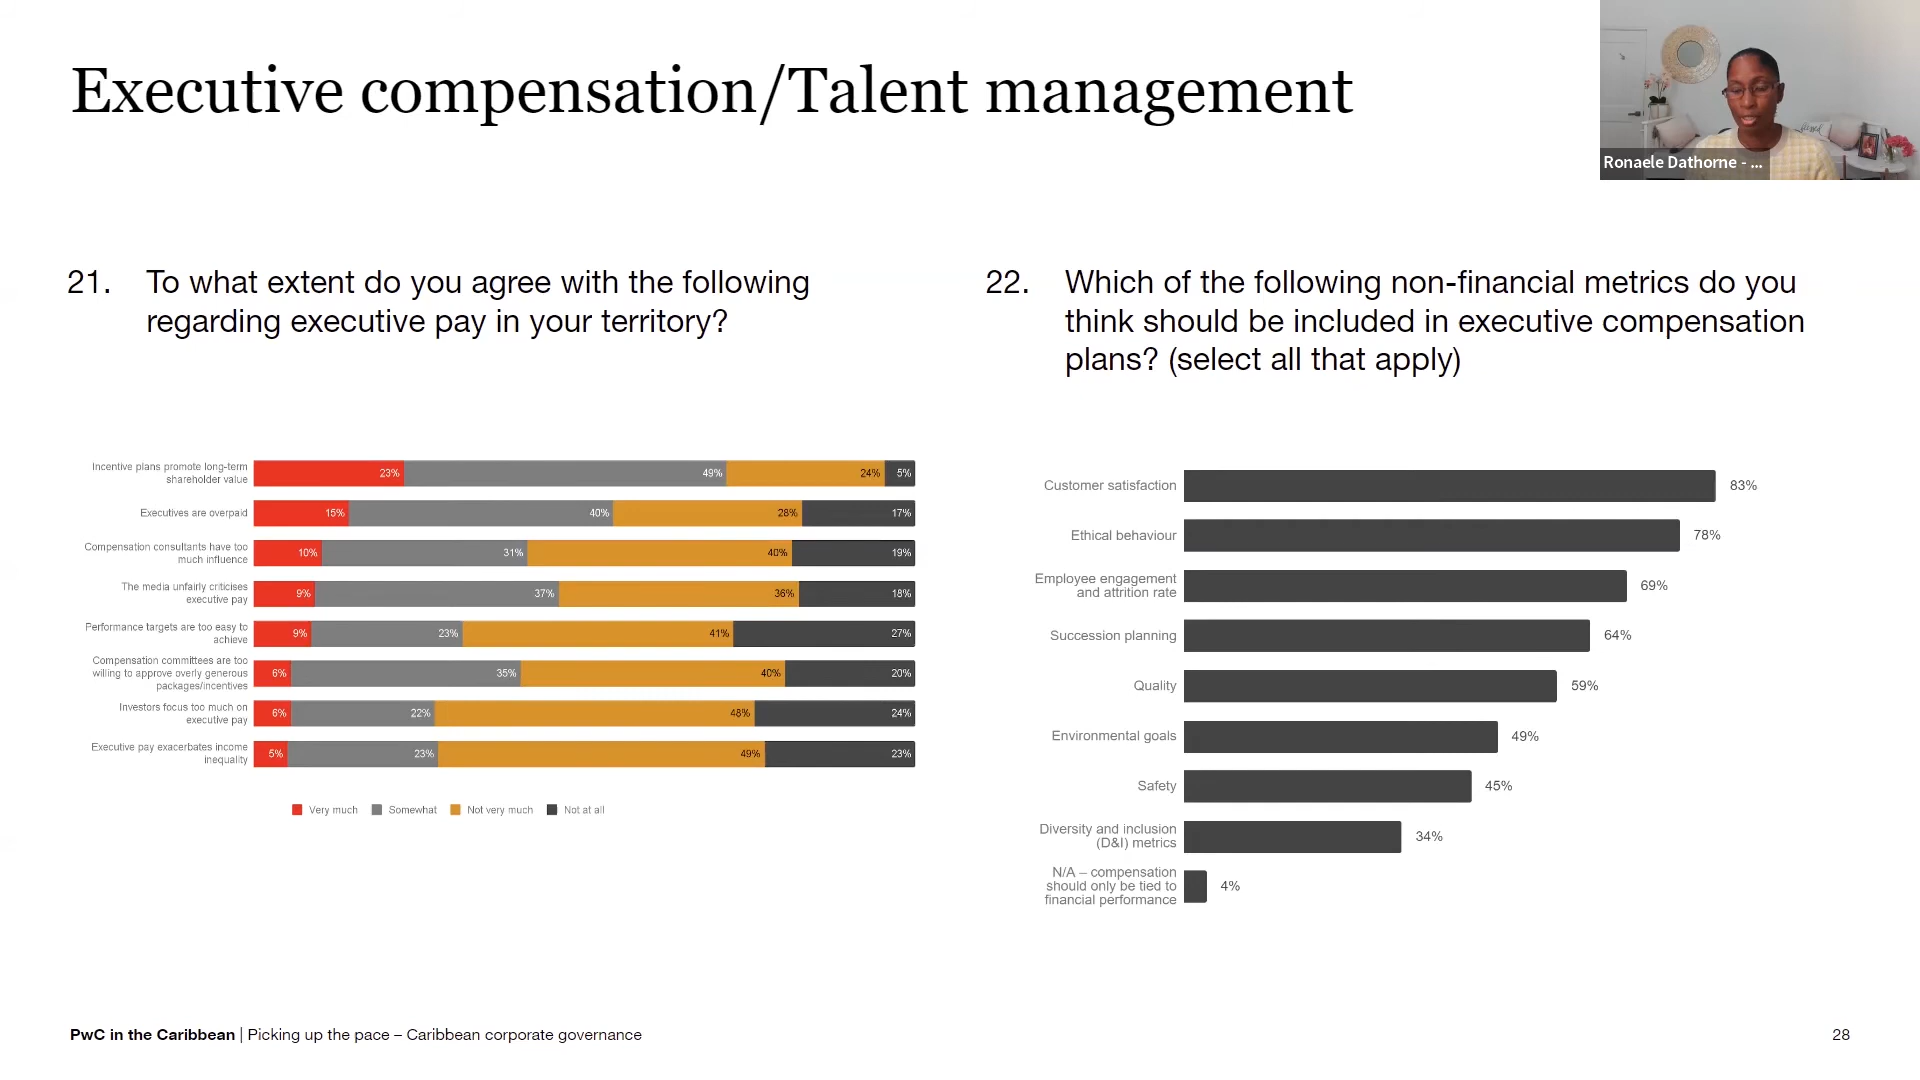 Executive compensation/Talent management
Ronaele Dathorne - ...
21. To what extent do you agree with the following
regarding executive pay in your territory?
Incentive plans promote long-term
shareholder value
23% 49% 24% 5%
Executives are overpaid
15% 40% 28% 17%
Compensation consultants have too
much influence
10% 31% 40% 19%
The media unfairly criticises
executive pay
9% 37% 36% 18%
Performance targets are too easy to
achieve
9% 23% 41% 27%
Compensation committees are too
willing to approve overly generous
packages/incentives
6% 35% 40% 20%
Investors focus too much on
executive pay
6% 22% 48% 24%
Executive pay exacerbates income
inequality
5% 23% 49% 23%
Very much Somewhat Not very much Not at all
22. Which of the following non-financial metrics do you
think should be included in executive compensation
plans? (select all that apply)
Customer satisfaction 83%
Ethical behaviour 78%
Employee engagement
and attrition rate
69%
Succession planning 64%
Quality 59%
Environmental goals 49%
Safety 45%
Diversity and inclusion
(D&I) metrics
34%
N/A – compensation
should only be tied to
financial performance
4%
PwC in the Caribbean | Picking up the pace – Caribbean corporate governance
28